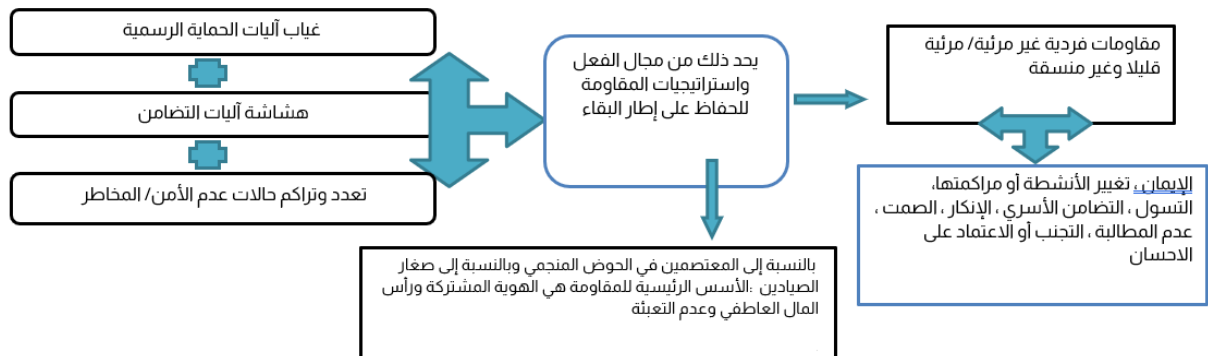 غياب آليات الحماية الرسمية
هشاشة آليات التضامن
تعدد وتراكم حالات عدم الأمن/ المخاطر
يحد ذلك من مجال الفعل
واستراتيجيات المقاومة
للحفاظ على إطار البقاء
مقاومات فردية غير مرئية/ مرئية
قليلا وغير منسقة
الإيمان ، تغيير الأنشطة أو مراكمتها،
التسول ، التضامن الأسري ، الإنكار ، الصمت ،
عدم المطالبة ، التجنب أو الاعتماد على
الاحسان
بالنسبة إلى المعتصمين في الحوض المنجمي وبالنسبة إلى صغار
الصيادين :الأسس الرئيسية للمقاومة هي الهوية المشتركة ورأس
المال العاطفي وعدم التعبئة